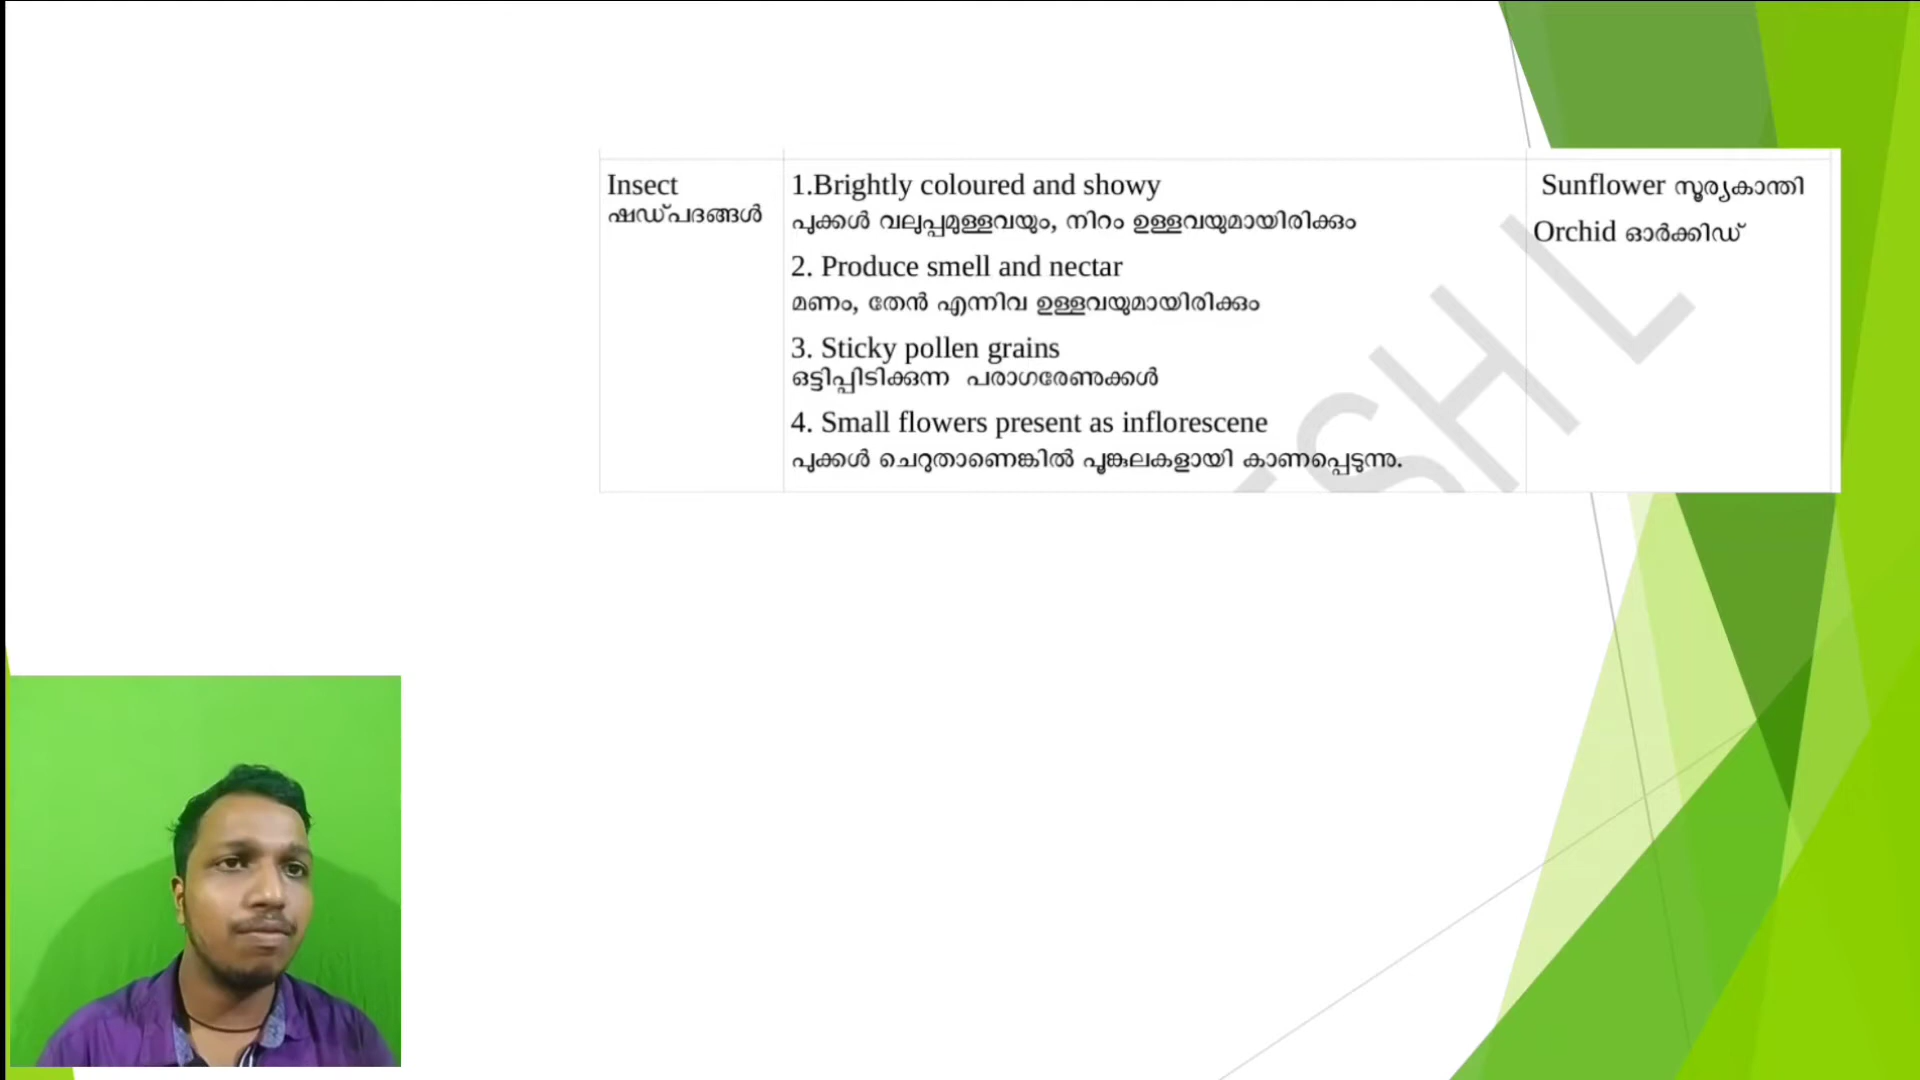 Insect
ഷഡ്പദങ്ങൾ
1.Brightly coloured and showy
പുക്കൾ വലുപ്പമുള്ളവയും, നിറം ഉള്ളവയുമായിരിക്കും
2. Produce smell and nectar
മണം, തേൻ എന്നിവ ഉള്ളവയുമായിരിക്കും
3. Sticky pollen grains
ഒട്ടിപ്പിടിക്കുന്ന പരാഗരേണുക്കൾ
4. Small flowers present as inflorescene
പുക്കൾ ചെറുതാണെങ്കിൽ പൂങ്കുലകളായി കാണപ്പെടുന്നു.
Sunflower സൂര്യകാന്തി
Orchid ഓർക്കിഡ്
ESH L